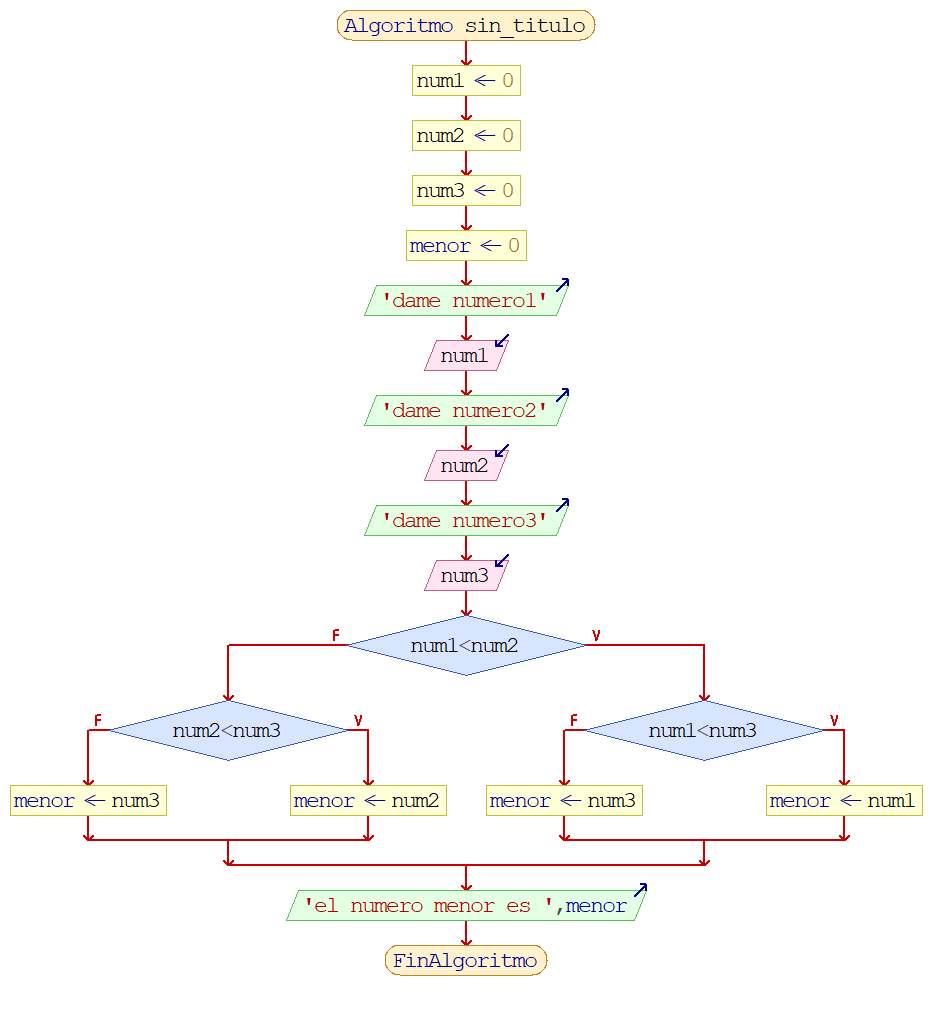 Algoritmo sin_titulo
num1 ← 0
num2 ← 0
num3 ← 0
menor ← 0
'dame numero1'
num1
'dame numero2'
num2
'dame numero3'
num3
F num1<num2 V
F num2<num3 V
F num1<num3 V
menor ← num3
menor ← num2
menor ← num3
menor ← num1
'el numero menor es ',menor
FinAlgoritmo